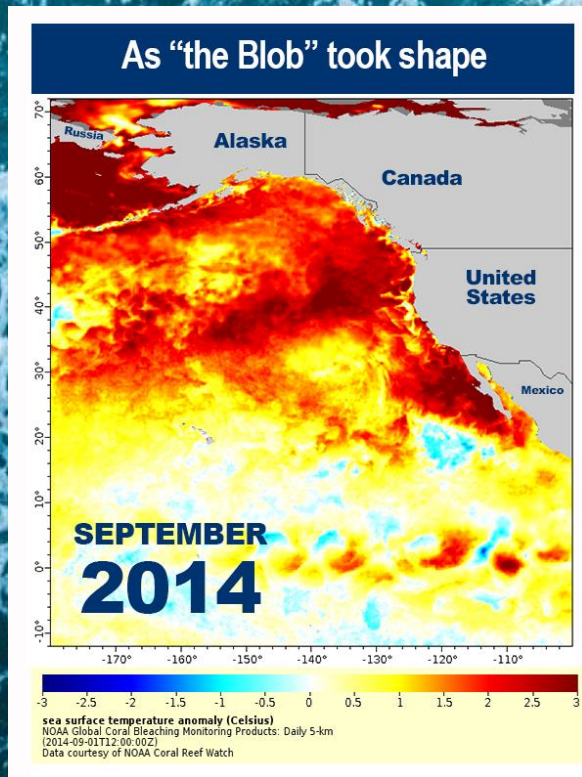 As “the Blob” took shape
70°
Russia
Alaska
60°
Canada
50°
United
States
40°
30°
Mexico
20°
10°
SEPTEMBER
2014
0°
-10°
-170° -160° -150° -140° -130° -120° -110°
-3 -2.5 -2 -1.5 -1 -0.5 0 0.5 1 1.5 2 2.5 3
sea surface temperature anomaly (Celsius)
NOAA Global Coral Bleaching Monitoring Products: Daily 5-km
(2014-09-01T12:00:00Z)
Data courtesy of NOAA Coral Reef Watch